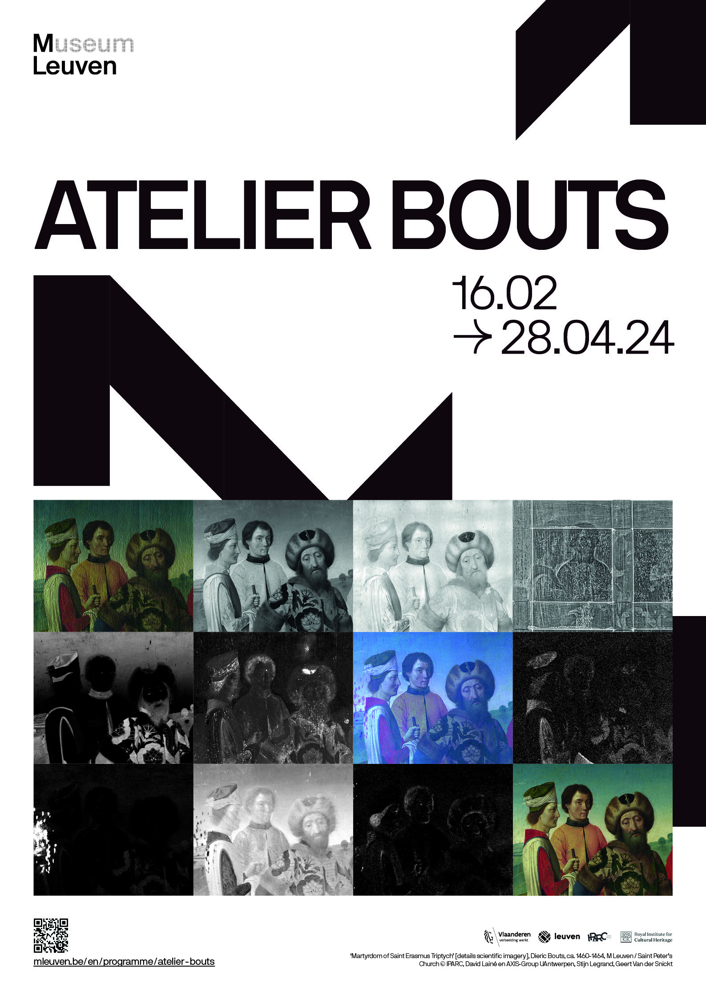 Museum
Leuven
ATELIER BOUTS
16.02
→ 28.04.24
mleuven.be/en/programme/atelier-bouts
Vlaanderen
verbeelding werkt
leuven
IPARC
IRPA
KIK
Royal Institute for
Cultural Heritage
‘Martyrdom of Saint Erasmus Triptych’ [details scientific imagery], Dieric Bouts, ca. 1460-1464, M Leuven / Saint Peter’s
Church © IPARC, David Lainé en AXIS-Group UAntwerpen, Stijn Legrand, Geert Van der Snickt